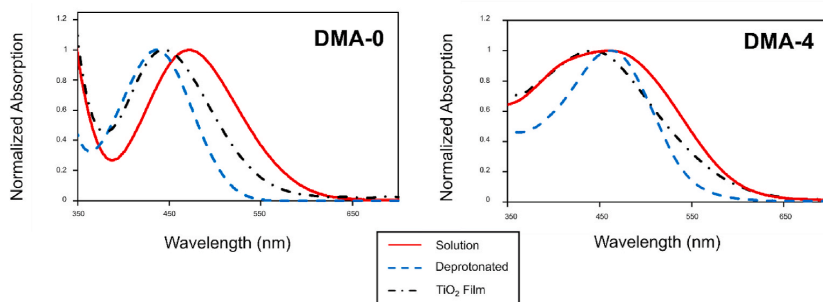 DMA-0
Normalized Absorption
1.2
1
0.8
0.6
0.4
0.2
0
350
450
550
650
Wavelength (nm)
DMA-4
Normalized Absorption
1.2
1
0.8
0.6
0.4
0.2
0
350
450
550
650
Wavelength (nm)
Solution
Deprotonated
TiO₂ Film